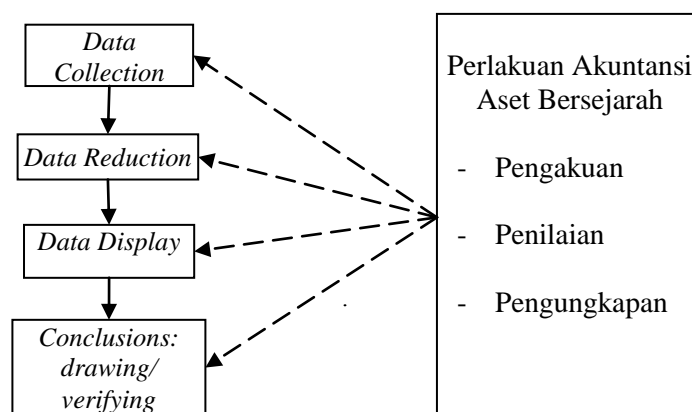 Data
Collection
Data Reduction
Data Display
Conclusions:
drawing/
verifying
Perlakuan Akuntansi
Aset Bersejarah
- Pengakuan
- Penilaian
- Pengungkapan